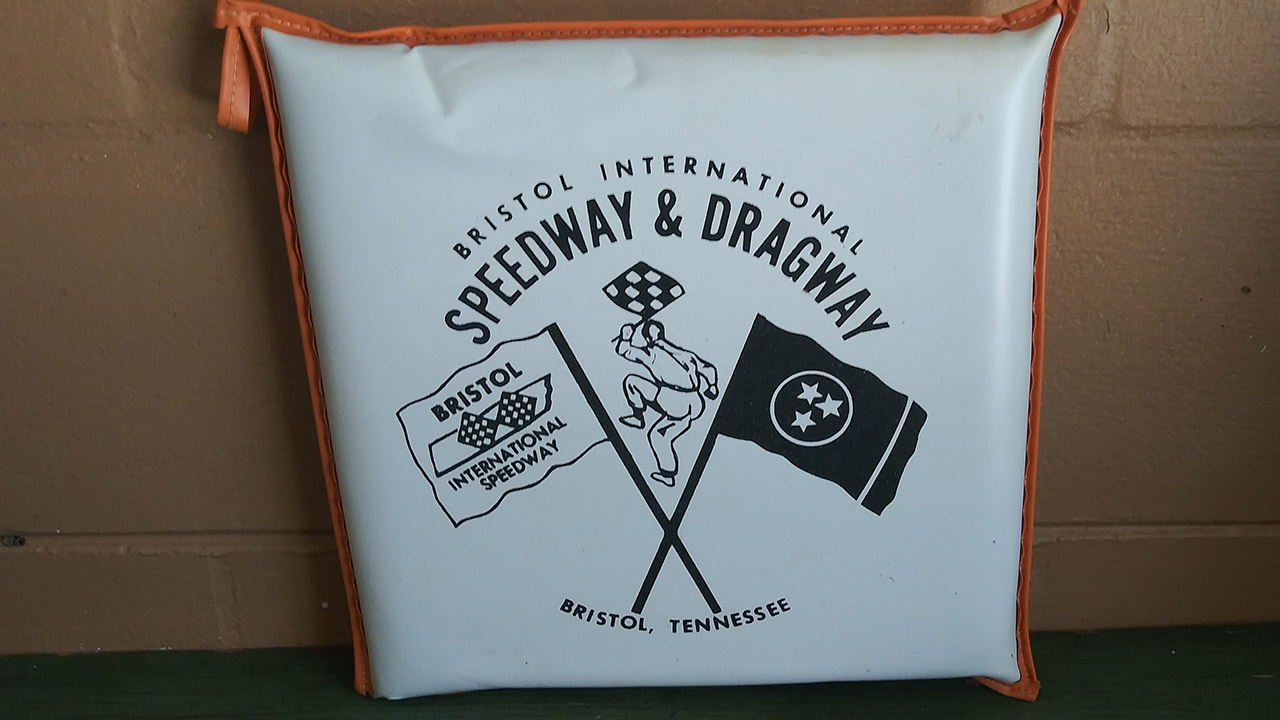 BRISTOL INTERNATIONAL
SPEEDWAY & DRAGWAY
BRISTOL
INTERNATIONAL
SPEEDWAY
BRISTOL, TENNESSEE